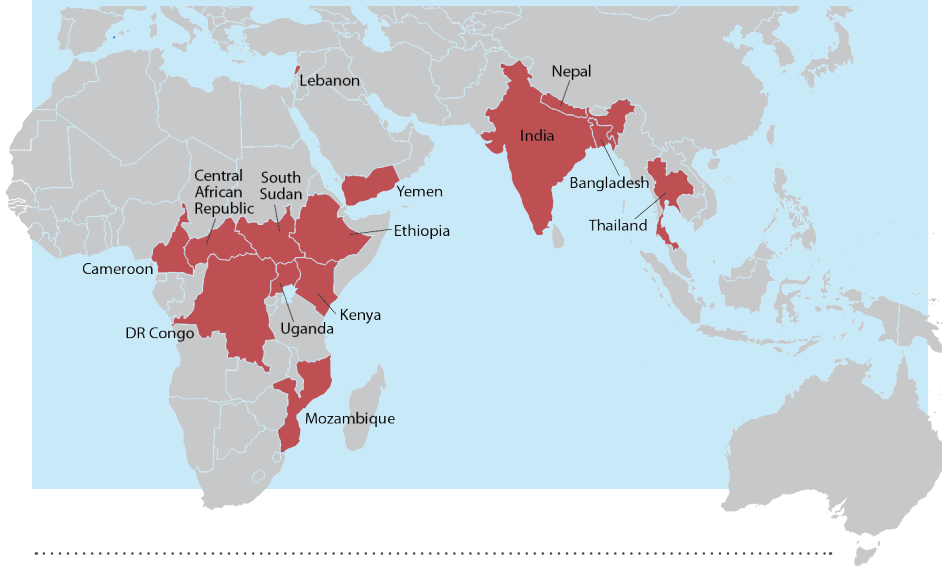 Nepal
Lebanon
India
Central
African
Republic
South
Sudan
Bangladesh
Yemen
Thailand
Ethiopia
Cameroon
Kenya
Uganda
DR Congo
Mozambique